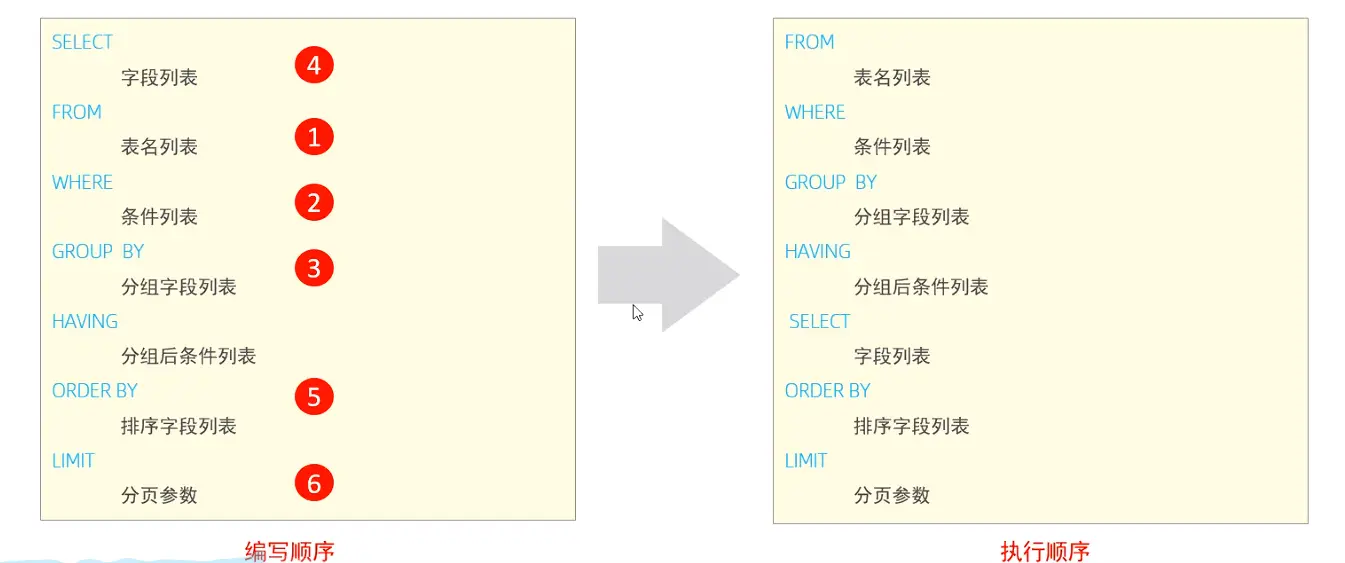 SELECT
字段列表
4
FROM
表名列表
1
WHERE
条件列表
2
GROUP BY
分组字段列表
3
HAVING
分组后条件列表
ORDER BY
排序字段列表
5
LIMIT
分页参数
6
编写顺序
FROM
表名列表
WHERE
条件列表
GROUP BY
分组字段列表
HAVING
分组后条件列表
SELECT
字段列表
ORDER BY
排序字段列表
LIMIT
分页参数
执行顺序